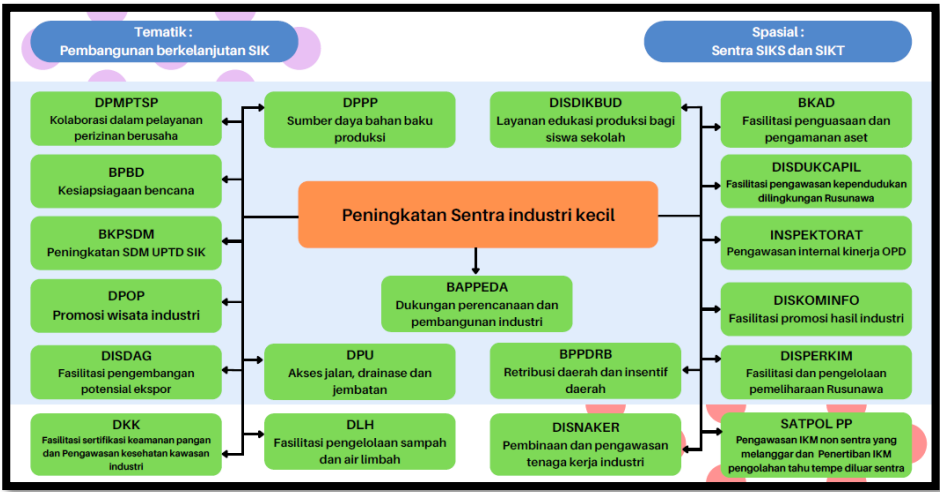 Tematik :
Pembangunan berkelanjutan SIK
Spasial :
Sentra SIKS dan SIKT
DPMPTSP
Kolaborasi dalam pelayanan
perizinan berusaha
DPPP
Sumber daya bahan baku
produksi
DISDIKBUD
Layanan edukasi produksi bagi
siswa sekolah
BKAD
Fasilitasi penguasaan dan
pengamanan aset
BPBD
Kesiapsiagaan bencana
DISDUKCAPIL
Fasilitasi pengawasan kependudukan
dilingkungan Rusunawa
Peningkatan Sentra industri kecil
BKPSDM
Peningkatan SDM UPTD SIK
INSPEKTORAT
Pengawasan internal kinerja OPD
DPOP
Promosi wisata industri
BAPPEDA
Dukungan perencanaan dan
pembangunan industri
DISKOMINFO
Fasilitasi promosi hasil industri
DISDAG
Fasilitasi pengembangan
potensial ekspor
DPU
Akses jalan, drainase dan
jembatan
BPPDRB
Retribusi daerah dan insentif
daerah
DISPERKIM
Fasilitasi dan pengelolaan
pemeliharaan Rusunawa
DKK
Fasilitasi sertifikasi keamanan pangan
dan Pengawasan kesehatan kawasan
industri
DLH
Fasilitasi pengelolaan sampah
dan air limbah
DISNAKER
Pembinaan dan pengawasan
tenaga kerja industri
SATPOL PP
Pengawasan IKM non sentra yang
melanggar dan Penertiban IKM
pengolahan tahu tempe diluar sentra